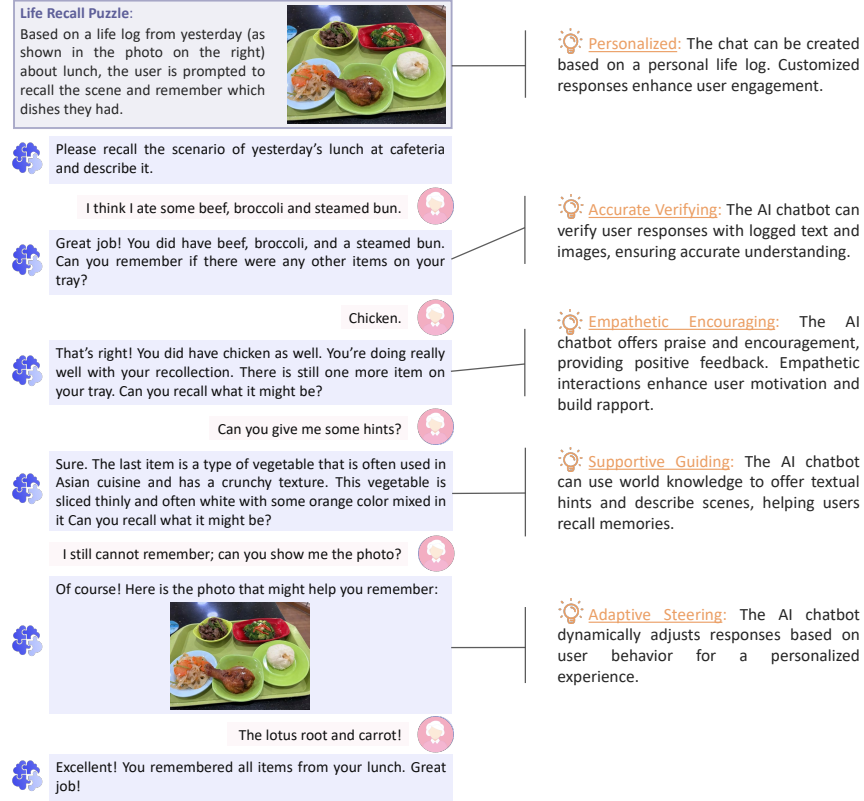 Life Recall Puzzle:
Based on a life log from yesterday (as
shown in the photo on the right)
about lunch, the user is prompted to
recall the scene and remember which
dishes they had.
Personalized: The chat can be created
based on a personal life log. Customized
responses enhance user engagement.
Please recall the scenario of yesterday's lunch at cafeteria
and describe it.
I think I ate some beef, broccoli and steamed bun.
Great job! You did have beef, broccoli, and a steamed bun.
Can you remember if there were any other items on your
tray?
Accurate Verifying: The AI chatbot can
verify user responses with logged text and
images, ensuring accurate understanding.
Chicken.
That's right! You did have chicken as well. You're doing really
well with your recollection. There is still one more item on
your tray. Can you recall what it might be?
Empathetic Encouraging: The AI
chatbot offers praise and encouragement,
providing positive feedback. Empathetic
interactions enhance user motivation and
build rapport.
Can you give me some hints?
Sure. The last item is a type of vegetable that is often used in
Asian cuisine and has a crunchy texture. This vegetable is
sliced thinly and often white with some orange color mixed in
it Can you recall what it might be?
Supportive Guiding: The AI chatbot
can use world knowledge to offer textual
hints and describe scenes, helping users
recall memories.
I still cannot remember; can you show me the photo?
Of course! Here is the photo that might help you remember:
Adaptive Steering: The AI chatbot
dynamically adjusts responses based on
user behavior for a personalized
experience.
The lotus root and carrot!
Excellent! You remembered all items from your lunch. Great
job!